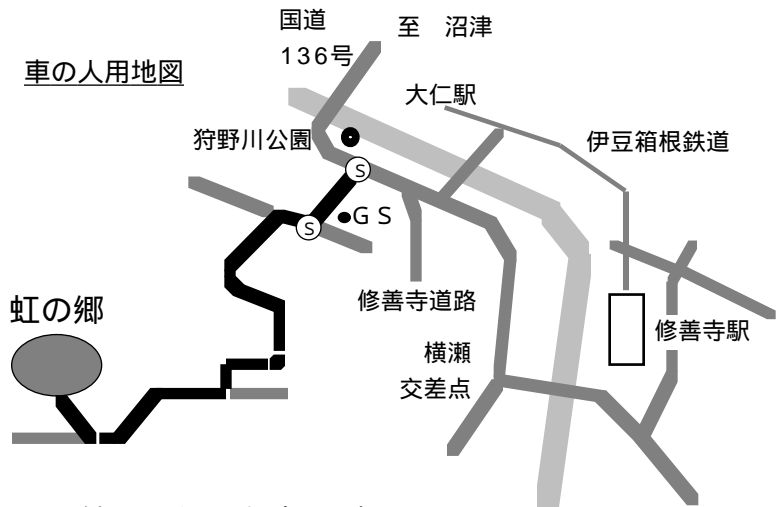 国道
136号
至 沼津
車の人用地図
大仁駅
狩野川公園
伊豆箱根鉄道
S
GS
S
修善寺道路
虹の郷
修善寺駅
横瀬
交差点